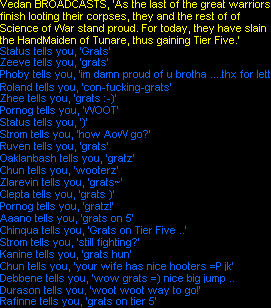 Vedan BROADCASTS, 'As the last of the great warriors
finish looting their corpses, they and the rest of of
Science of War stand proud. For today, they have slain
the HandMaiden of Tunare, thus gaining Tier Five.'
Status tells you, 'Grats'
Zeeve tells you, 'grats'
Phoby tells you, 'im damn proud of u brotha ....thx for lett
Roland tells you, 'con-fucking-grats'
Zhee tells you, 'grats :-)'
Pornog tells you, 'WOOT'
Status tells you, ')'
Strom tells you, 'how AoW go?'
Ruven tells you, 'grats'
Oaklanbash tells you, 'gratz'
Chun tells you, 'wooterz'
Zlarevin tells you, 'grats~'
Clepta tells you, 'grats )'
Pornog tells you, 'gratz!'
Aaano tells you, 'grats on 5'
Chinqua tells you, 'Grats on Tier Five ..'
Strom tells you, 'still fighting?'
Kanine tells you, 'grats hun'
Chun tells you, 'your wife has nice hooters =P jk'
Debbene tells you, 'wow grats =) nice big jump ..
Durason tells you, 'woot woot way to go!'
Rafinne tells you, 'grats on tier 5'